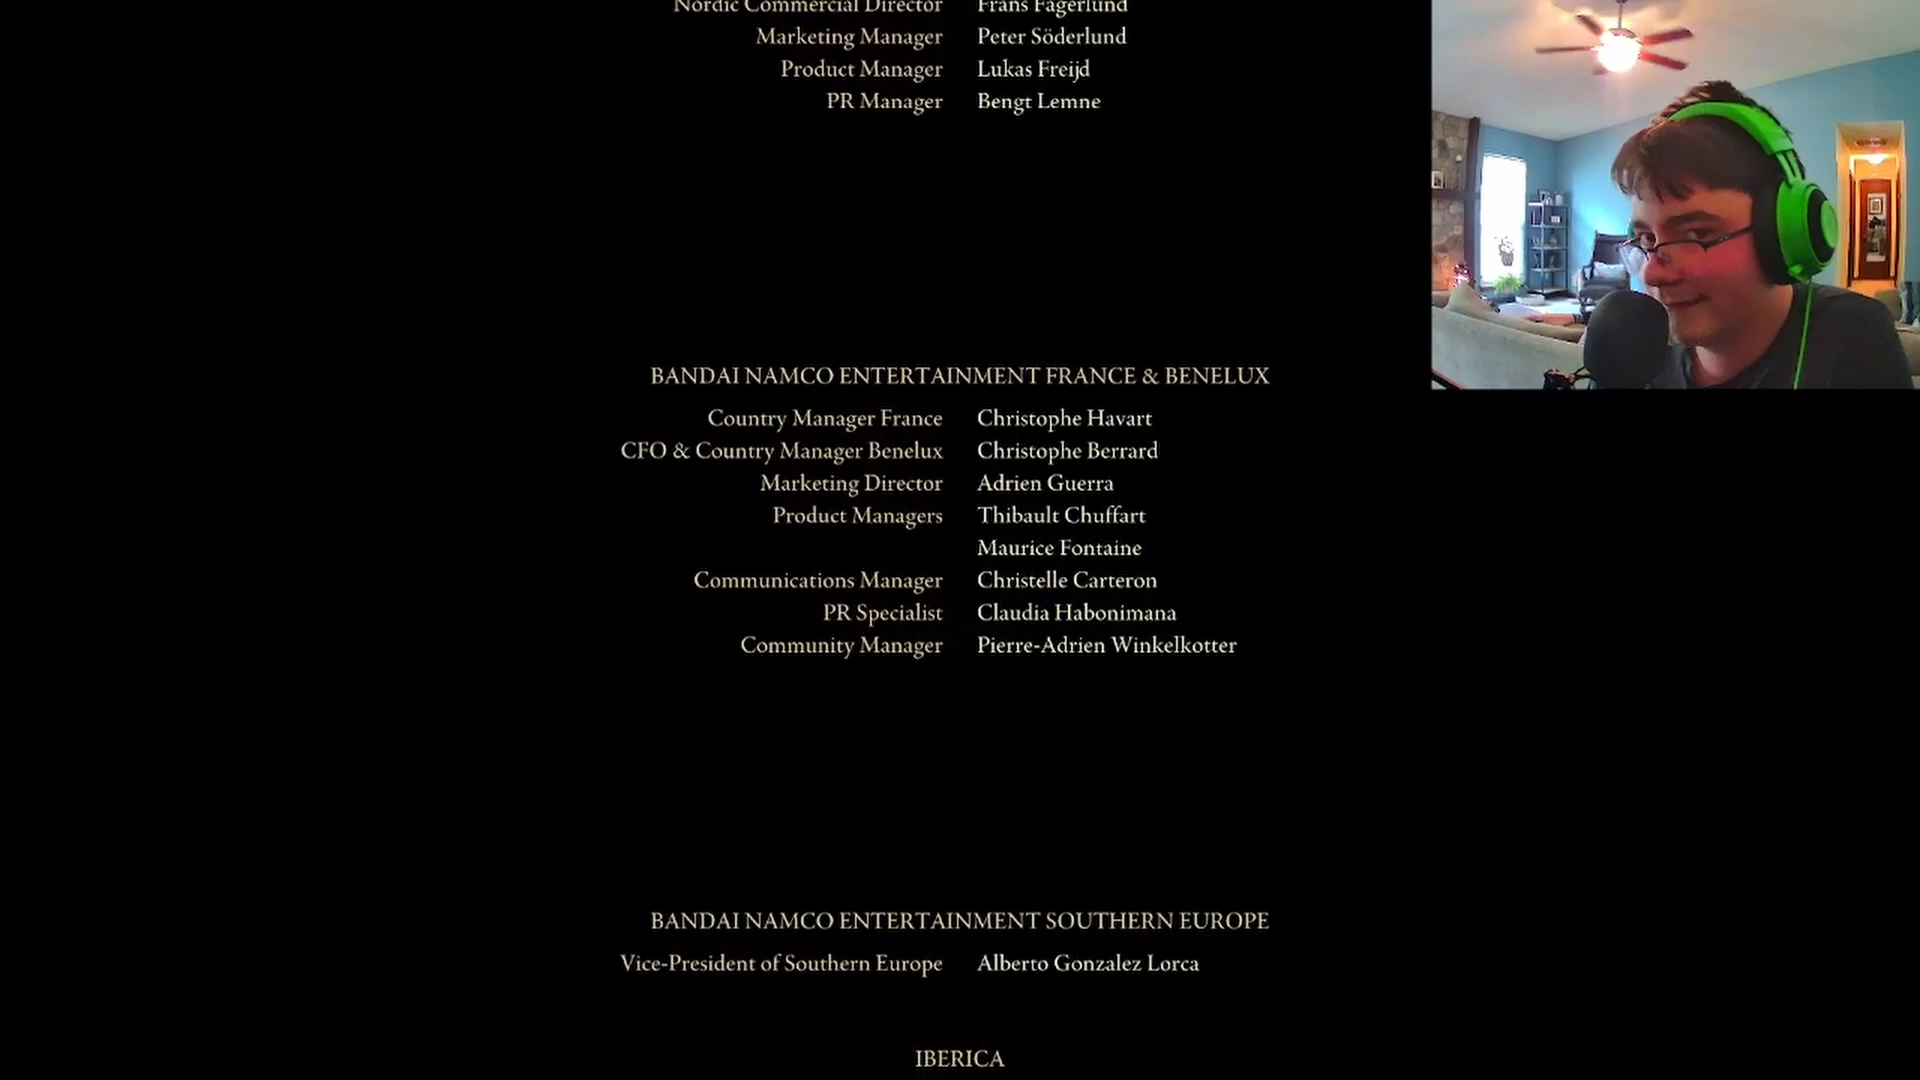 Nordic Commercial Director Frans Fagerlund
Marketing Manager Peter Söderlund
Product Manager Lukas Freijd
PR Manager Bengt Lemne
BANDAI NAMCO ENTERTAINMENT FRANCE & BENELUX
Country Manager France Christophe Havart
CFO & Country Manager Benelux Christophe Berrard
Marketing Director Adrien Guerra
Product Managers Thibault Chuffart
Maurice Fontaine
Communications Manager Christelle Carteron
PR Specialist Claudia Habonimana
Community Manager Pierre-Adrien Winkelkotter
BANDAI NAMCO ENTERTAINMENT SOUTHERN EUROPE
Vice-President of Southern Europe Alberto Gonzalez Lorca
IBERICA